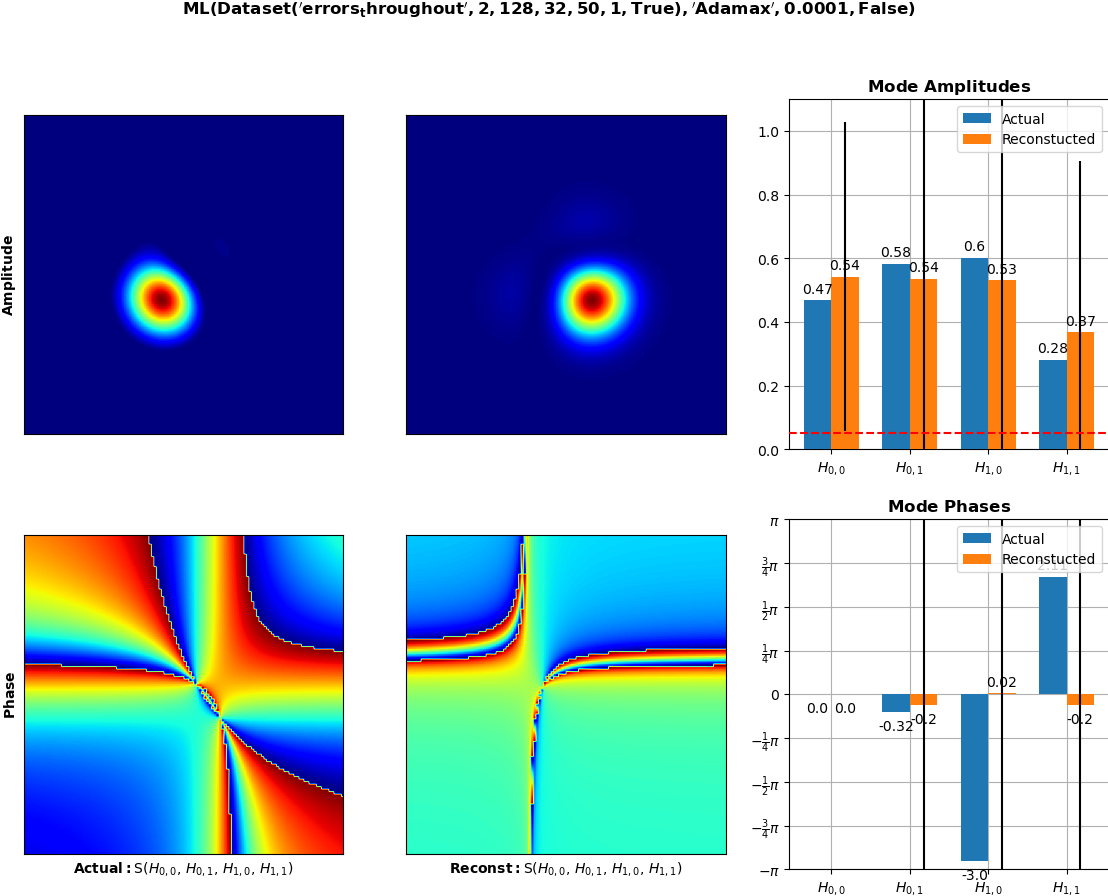 ML(Dataset('errors_throughout', 2, 128, 32, 50, 1, True), 'Adamax', 0.0001, False)
Amplitude
Mode Amplitudes
Actual
Reconstucted
1.0
0.8
0.6
0.4
0.2
0.0
0.47
0.54
0.58
0.54
0.6
0.53
0.28
0.37
H0,0
H0,1
H1,0
H1,1
Phase
Actual: S(H0,0, H0,1, H1,0, H1,1)
Reconst: S(H0,0, H0,1, H1,0, H1,1)
Mode Phases
Actual
Reconstucted
π
3/4π
1/2π
1/4π
0
−1/4π
−1/2π
−3/4π
−π
0.0
0.0
-0.32
-0.2
-3.0
0.02
2.11
-0.2
H0,0
H0,1
H1,0
H1,1